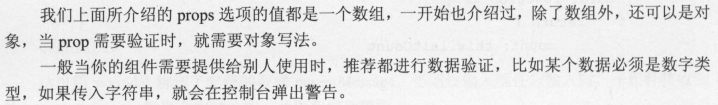 我们上面所介绍的 props 选项的值都是一个数组，一开始也介绍过，除了数组外，还可以是对
象，当 prop 需要验证时，就需要对象写法。
一般当你的组件需要提供给别人使用时，推荐都进行数据验证，比如某个数据必须是数字类
型，如果传入字符串，就会在控制台弹出警告。